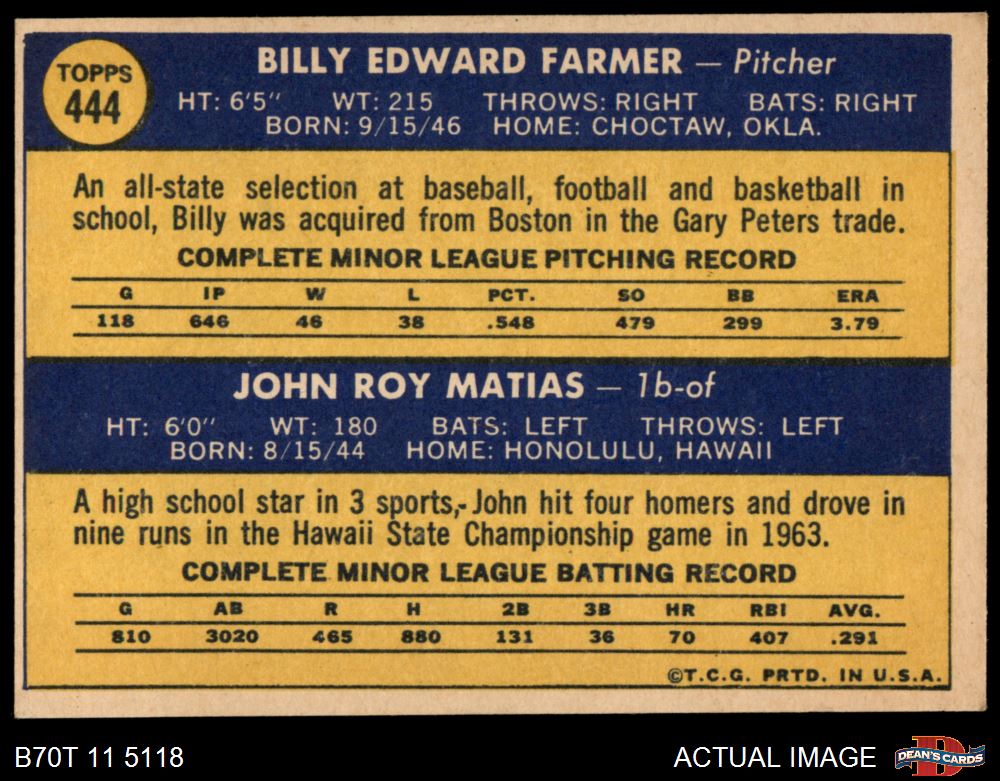 TOPPS
444
BILLY EDWARD FARMER — Pitcher
HT: 6'5" WT: 215 THROWS: RIGHT BATS: RIGHT
BORN: 9/15/46 HOME: CHOCTAW, OKLA.
An all-state selection at baseball, football and basketball in
school, Billy was acquired from Boston in the Gary Peters trade.
COMPLETE MINOR LEAGUE PITCHING RECORD
G IP W L PCT. SO BB ERA
118 646 46 38 .548 479 299 3.79
JOHN ROY MATIAS — 1b-of
HT: 6'0" WT: 180 BATS: LEFT THROWS: LEFT
BORN: 8/15/44 HOME: HONOLULU, HAWAII
A high school star in 3 sports,- John hit four homers and drove in
nine runs in the Hawaii State Championship game in 1963.
COMPLETE MINOR LEAGUE BATTING RECORD
G AB R H 2B 3B HR RBI AVG.
810 3020 465 880 131 36 70 407 .291
©T.C.G. PRTD. IN U.S.A.
B70T 11 5118 ACTUAL IMAGE
D
DEAN'S CARDS